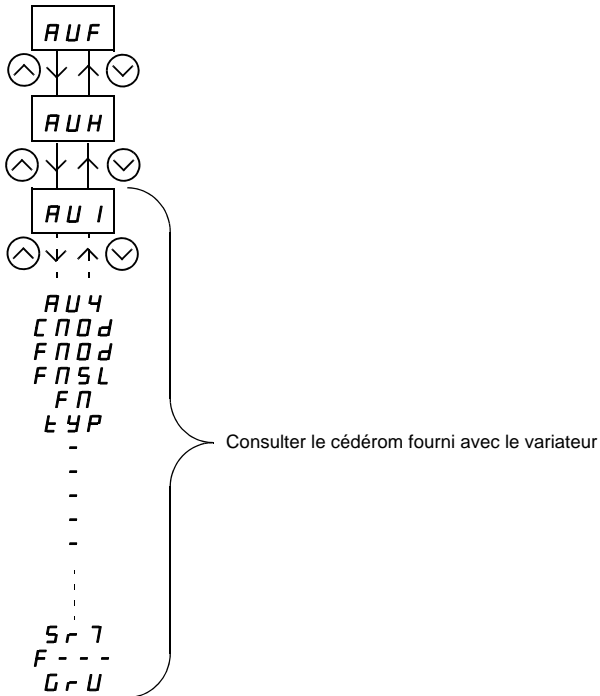 AUF
AUH
AU1
AU4
CMOd
FMOd
FMSL
FM
tYP
-
-
-
-
-
Consulter le cédérom fourni avec le variateur
Sr7
F---
GrU